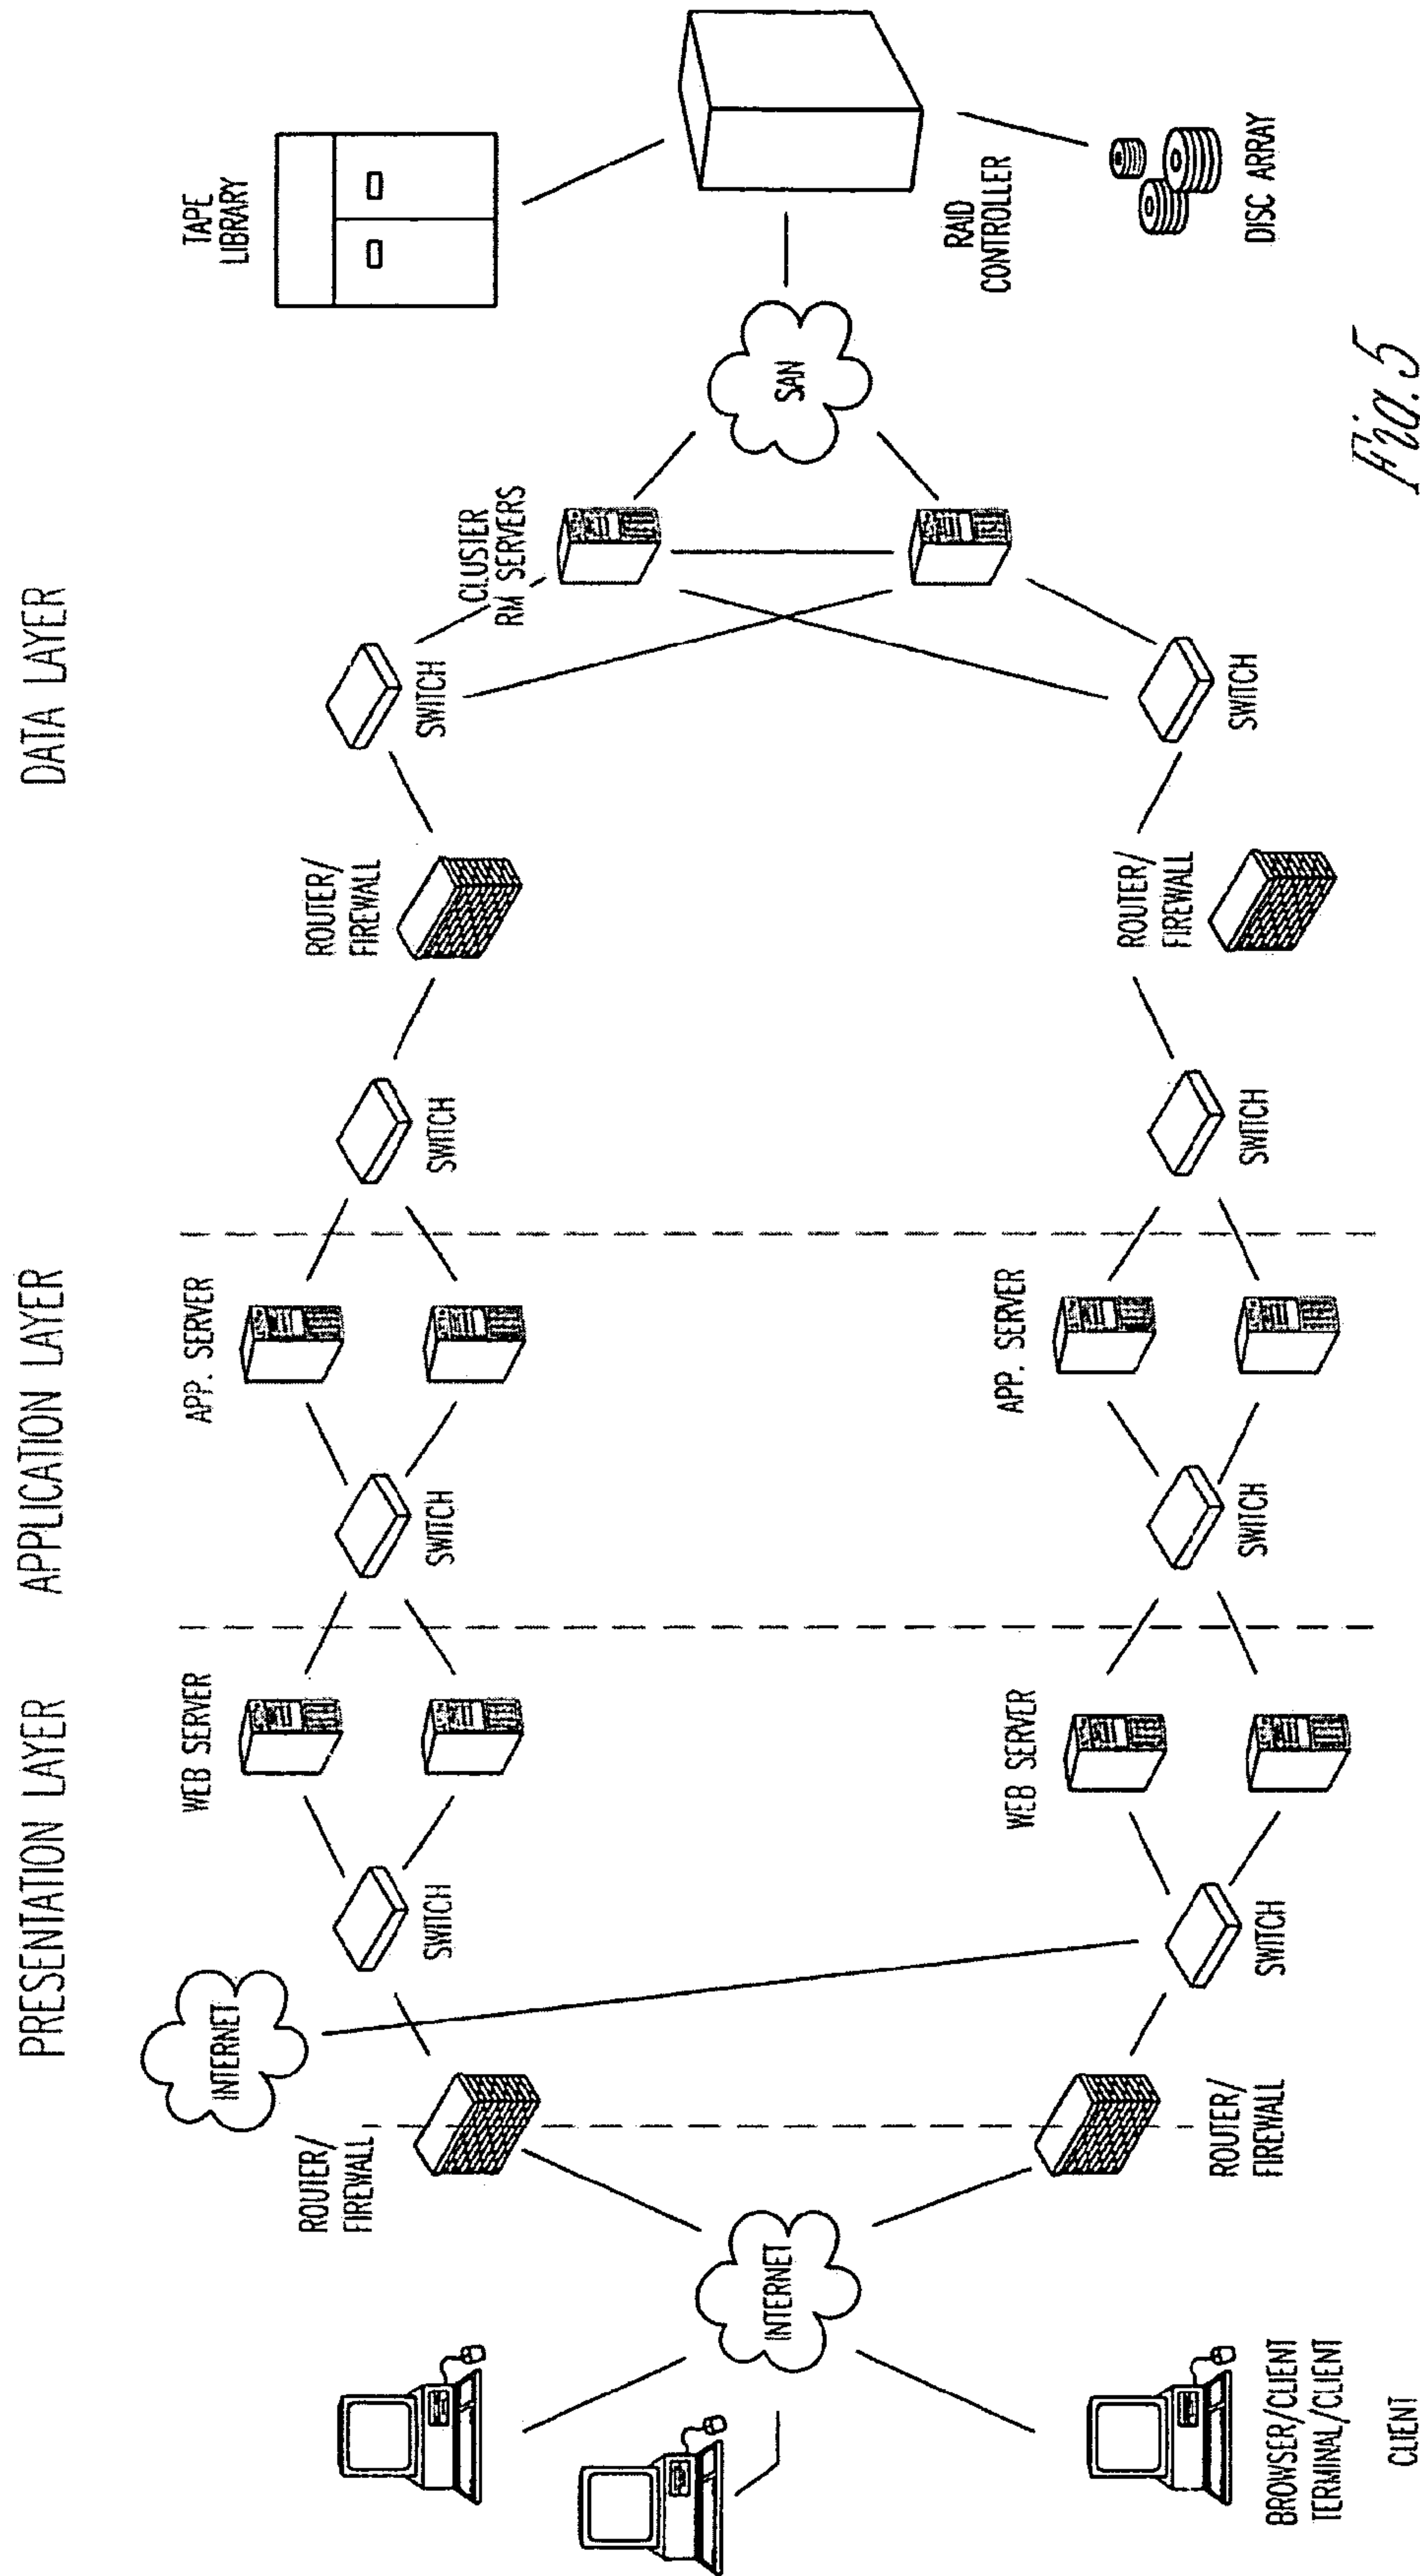 PRESENTATION LAYER
APPLICATION LAYER
DATA LAYER
INTERNET
ROUTER/
FIREWALL
SWITCH
WEB SERVER
SWITCH
APP. SERVER
SWITCH
ROUTER/
FIREWALL
SWITCH
CLUSTER
RM SERVERS
TAPE
LIBRARY
INTERNET
SAN
RAID
CONTROLLER
ROUTER/
FIREWALL
SWITCH
WEB SERVER
SWITCH
APP. SERVER
SWITCH
ROUTER/
FIREWALL
SWITCH
DISC ARRAY
BROWSER/CLIENT
TERMINAL/CLIENT
CLIENT
Fig. 5